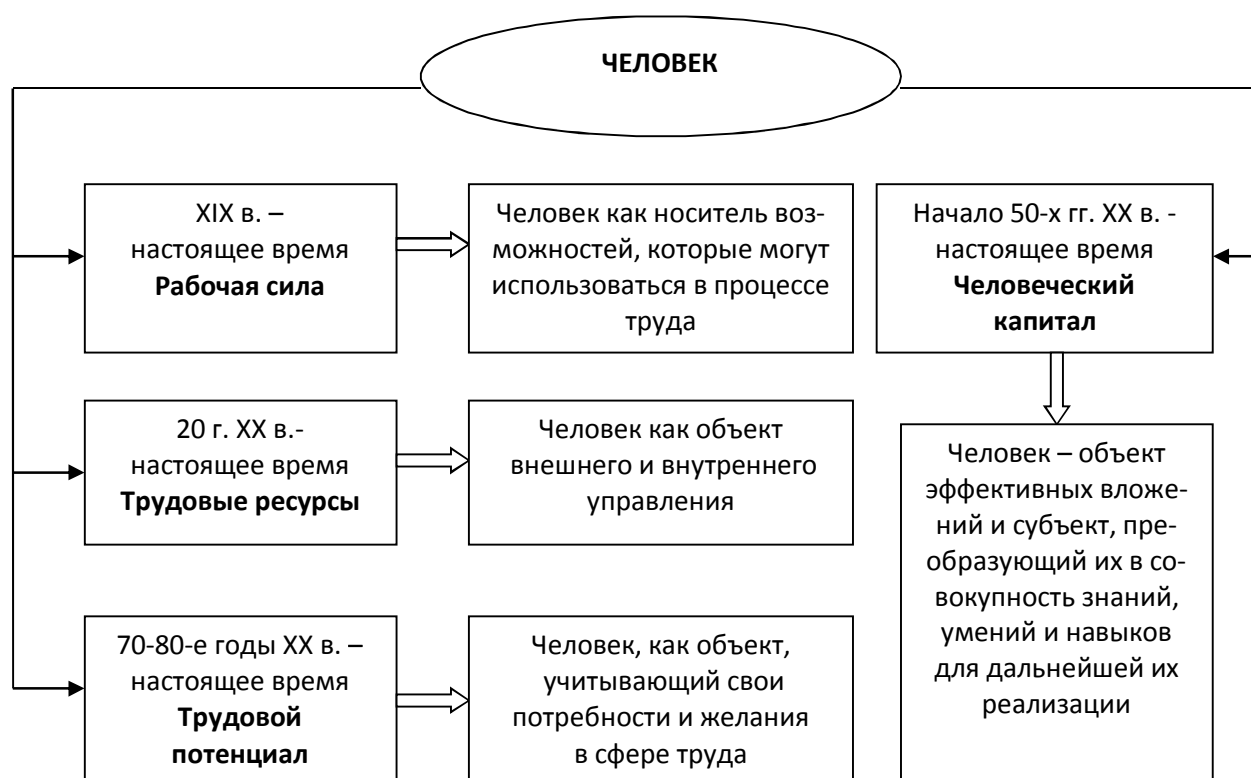 ЧЕЛОВЕК
XIX в. –
настоящее время
Рабочая сила
Человек как носитель воз-
можностей, которые могут
использоваться в процессе
труда
Начало 50-х гг. XX в. -
настоящее время
Человеческий
капитал
20 г. XX в.-
настоящее время
Трудовые ресурсы
Человек как объект
внешнего и внутреннего
управления
Человек – объект
эффективных вложе-
ний и субъект, пре-
образующий их в со-
вокупность знаний,
умений и навыков
для дальнейшей их
реализации
70-80-е годы XX в. –
настоящее время
Трудовой
потенциал
Человек, как объект,
учитывающий свои
потребности и желания
в сфере труда